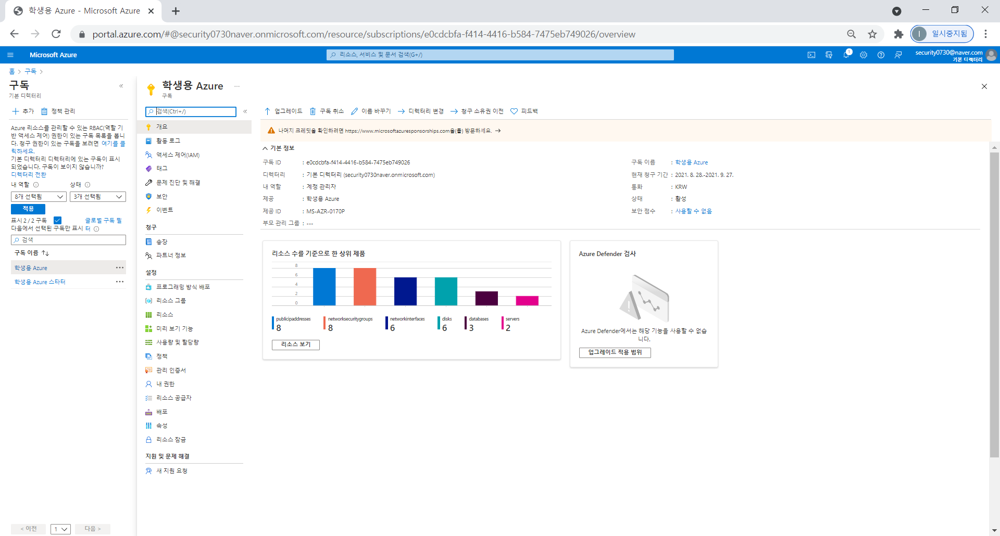 학생용 Azure - Microsoft Azure
portal.azure.com/#@security0730naver.onmicrosoft.com/resource/subscriptions/e0cdcbfa-f414-4416-b584-7475eb749026/overview
I 일시중지됨
Microsoft Azure
리소스, 서비스 및 문서 검색(G+/)
1
security0730@naver.com
기본 디렉터리
홈 > 구독 >
구독
기본 디렉터리
추가
정책 관리
Azure 리소스를 관리할 수 있는 RBAC(역할 기
반 액세스 제어) 권한이 있는 구독 목록을 봅니
다. 청구 권한이 있는 구독을 보려면 여기를 클
릭하세요.
기본 디렉터리 디렉터리에 있는 구독이 표시
되었습니다. 구독이 보이지 않습니까?
디렉터리 전환
내 역할 상태
8개 선택됨 3개 선택됨
적용
표시 2 / 2 구독 글로벌 구독 필
다음에서 선택된 구독만 표시 터
검색
구독 이름
학생용 Azure
학생용 Azure 스타터
< 이전 1 다음 >
학생용 Azure ...
구독
검색(Ctrl+/)
개요
활동 로그
액세스 제어(IAM)
태그
문제 진단 및 해결
보안
이벤트
청구
송장
파트너 정보
설정
프로그래밍 방식 배포
리소스 그룹
리소스
미리 보기 기능
사용량 및 할당량
정책
관리 인증서
내 권한
리소스 공급자
배포
속성
리소스 잠금
지원 및 문제 해결
새 지원 요청
업그레이드 구독 취소 이름 바꾸기 디렉터리 변경 청구 소유권 이전 피드백
나머지 크레딧을 확인하려면 https://www.microsoftazuresponsorships.com을(를) 방문하세요. →
기본 정보
구독 ID : e0cdcbfa-f414-4416-b584-7475eb749026
디렉터리 : 기본 디렉터리 (security0730naver.onmicrosoft.com)
내 역할 : 계정 관리자
제공 : 학생용 Azure
제공 ID : MS-AZR-0170P
부모 관리 그룹 : ---
구독 이름 : 학생용 Azure
현재 청구 기간 : 2021. 8. 28.-2021. 9. 27.
통화 : KRW
상태 : 활성
보안 점수 : 사용할 수 없음
리소스 수를 기준으로 한 상위 제품
8
6
4
2
0
publicipaddresses networksecuritygroups networkinterfaces disks databases servers
8 8 6 6 3 2
리소스 보기
Azure Defender 검사
Azure Defender에서는 해당 기능을 사용할 수 없습
니다.
업그레이드 적용 범위